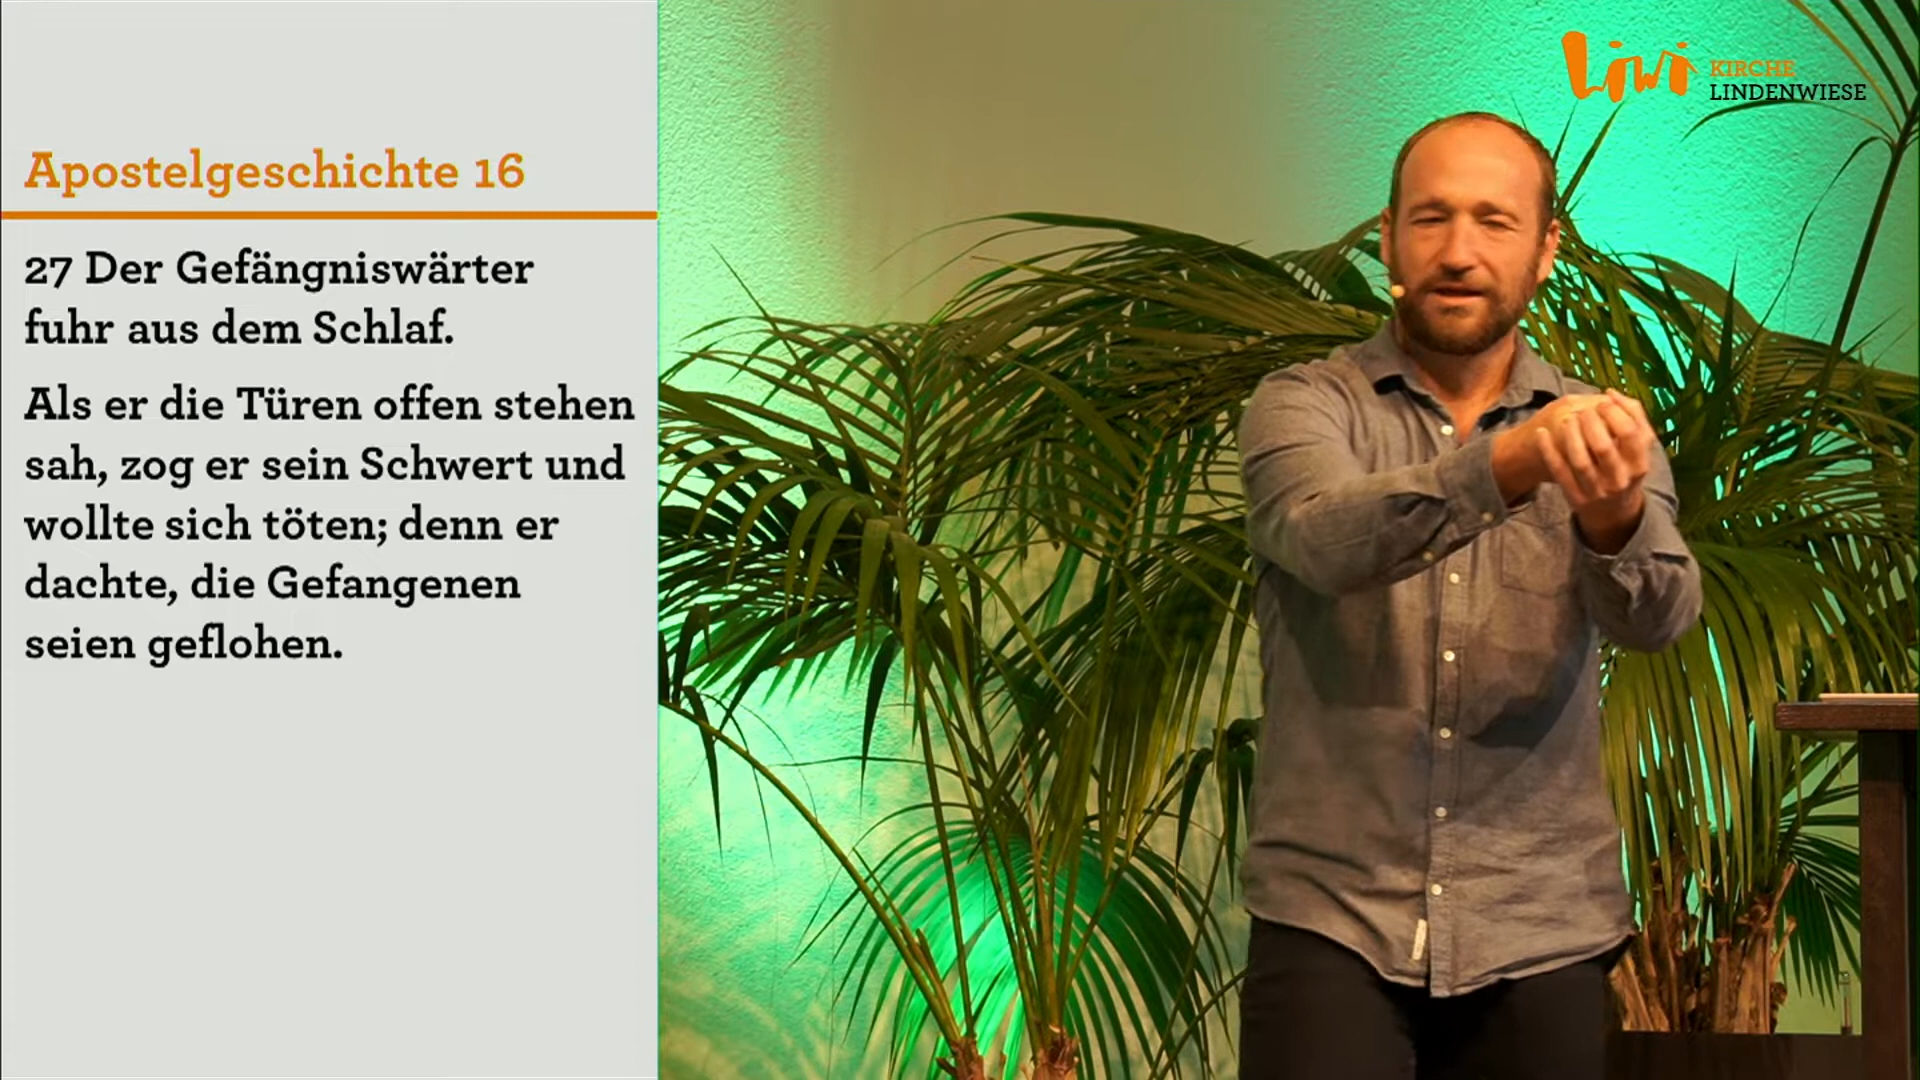 Apostelgeschichte 16
27 Der Gefängniswärter
fuhr aus dem Schlaf.
Als er die Türen offen stehen
sah, zog er sein Schwert und
wollte sich töten; denn er
dachte, die Gefangenen
seien geflohen.
Liwi
KIRCHE
LINDENWIESE